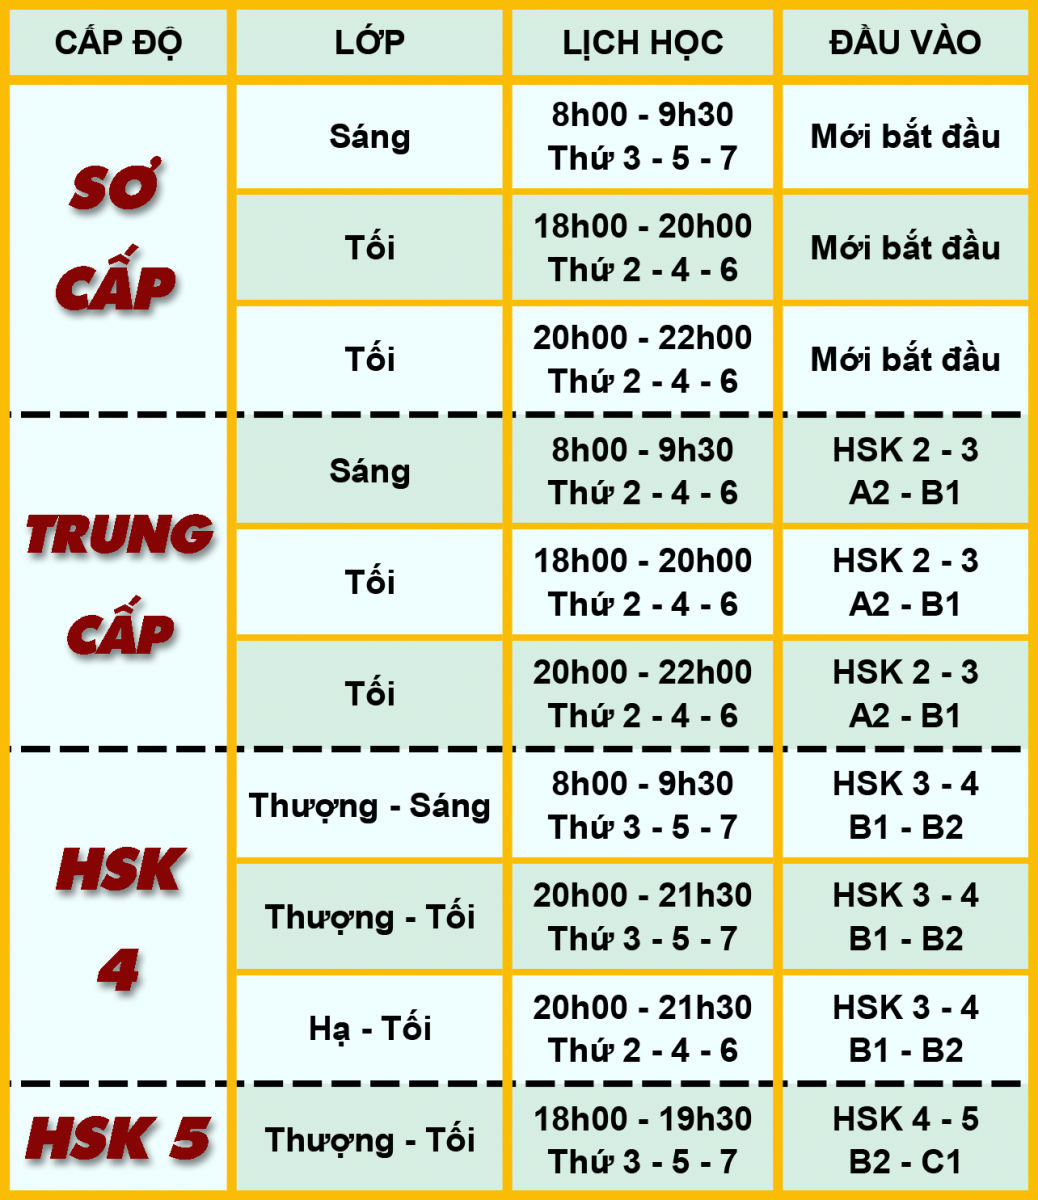 CẤP ĐỘ LỚP LỊCH HỌC ĐẦU VÀO
SƠ
CẤP
Sáng
8h00 - 9h30
Thứ 3 - 5 - 7
Mới bắt đầu
Tối
18h00 - 20h00
Thứ 2 - 4 - 6
Mới bắt đầu
Tối
20h00 - 22h00
Thứ 2 - 4 - 6
Mới bắt đầu
TRUNG
CẤP
Sáng
8h00 - 9h30
Thứ 2 - 4 - 6
HSK 2 - 3
A2 - B1
Tối
18h00 - 20h00
Thứ 2 - 4 - 6
HSK 2 - 3
A2 - B1
Tối
20h00 - 22h00
Thứ 2 - 4 - 6
HSK 2 - 3
A2 - B1
HSK
4
Thượng - Sáng
8h00 - 9h30
Thứ 3 - 5 - 7
HSK 3 - 4
B1 - B2
Thượng - Tối
20h00 - 21h30
Thứ 3 - 5 - 7
HSK 3 - 4
B1 - B2
Hạ - Tối
20h00 - 21h30
Thứ 2 - 4 - 6
HSK 3 - 4
B1 - B2
HSK 5
Thượng - Tối
18h00 - 19h30
Thứ 3 - 5 - 7
HSK 4 - 5
B2 - C1